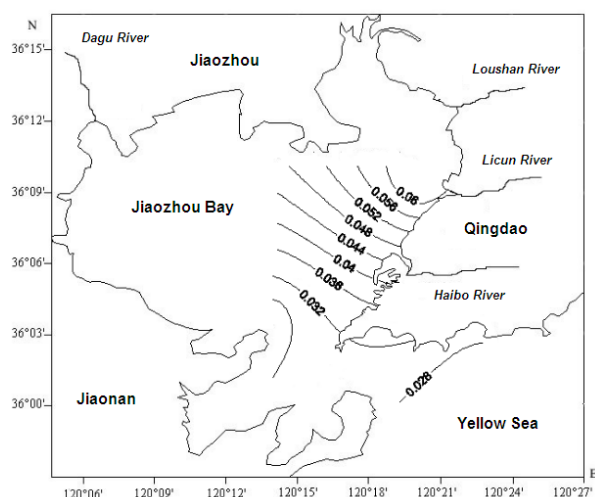 N
36°15'
Dagu River
Jiaozhou
Loushan River
36°12'
Licun River
36°09'
0.06
0.056
0.052
Jiaozhou Bay
0.048
Qingdao
0.044
36°06'
0.04
0.036
Haibo River
0.032
36°03'
0.028
Jiaonan
36°00'
Yellow Sea
E
120°06'
120°09'
120°12'
120°15'
120°18'
120°21'
120°24'
120°27'